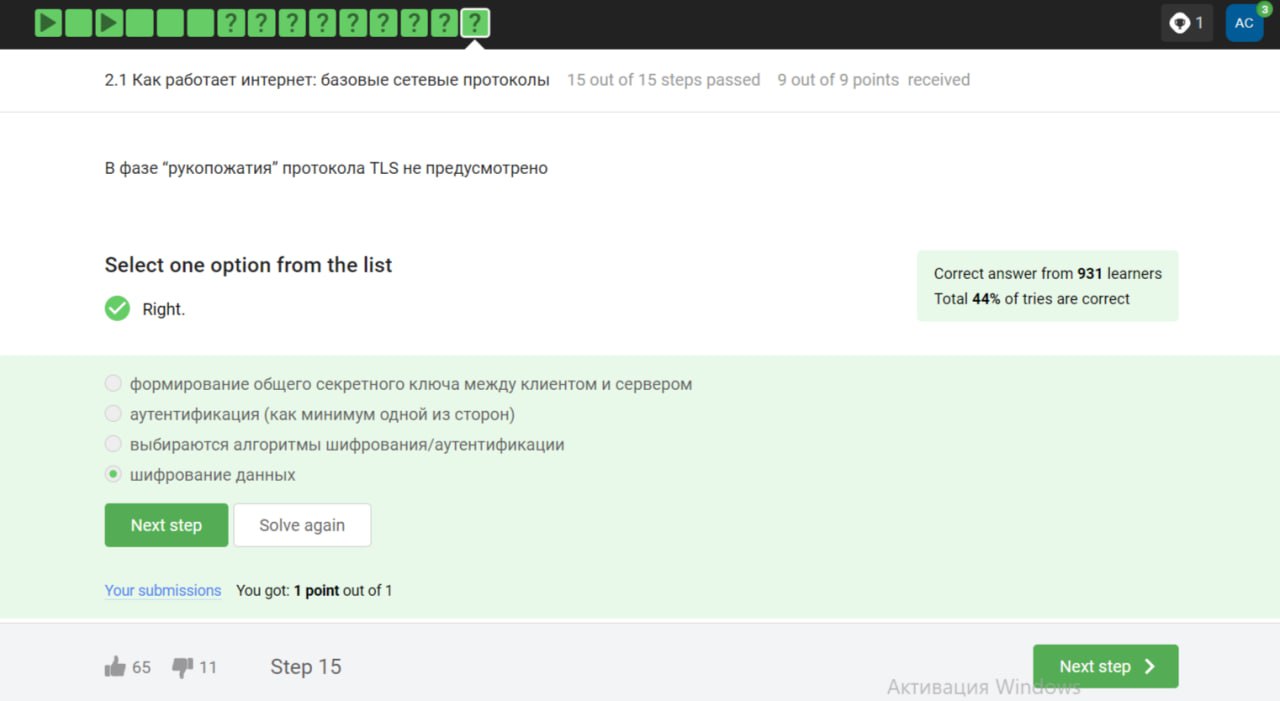 ? ? ? ? ? ? ? ? ?
1
AC
3
2.1 Как работает интернет: базовые сетевые протоколы 15 out of 15 steps passed 9 out of 9 points received
В фазе “рукопожатия” протокола TLS не предусмотрено
Select one option from the list
Right.
Correct answer from 931 learners
Total 44% of tries are correct
формирование общего секретного ключа между клиентом и сервером
аутентификация (как минимум одной из сторон)
выбираются алгоритмы шифрования/аутентификации
шифрование данных
Next step Solve again
Your submissions You got: 1 point out of 1
65 11 Step 15 Next step
Активация Windows